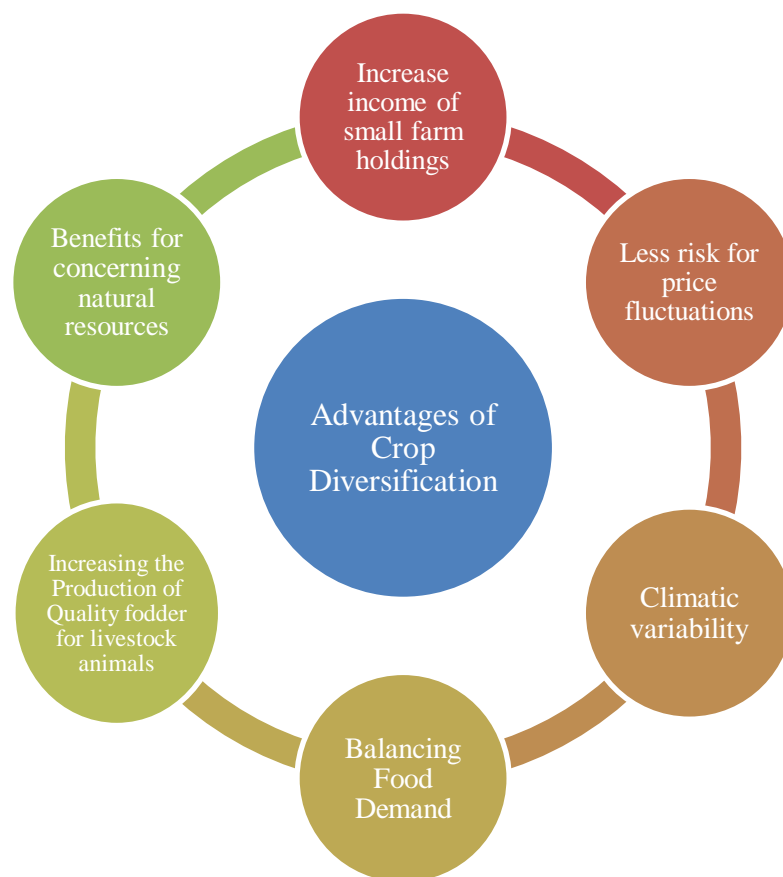 Increase
income of
small farm
holdings
Less risk for
price
fluctuations
Climatic
variability
Balancing
Food
Demand
Increasing the
Production of
Quality fodder
for livestock
animals
Benefits for
concerning
natural
resources
Advantages of
Crop
Diversification